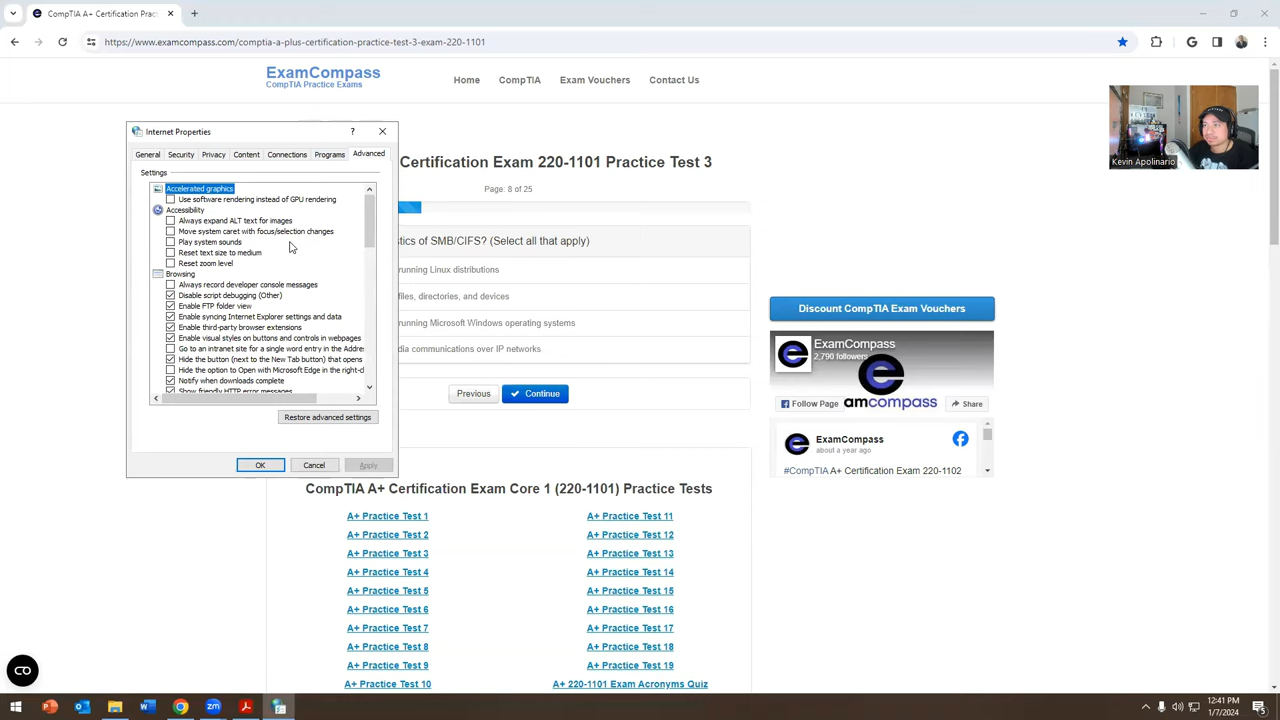 CompTIA A+ Certification Prac
https://www.examcompass.com/comptia-a-plus-certification-practice-test-3-exam-220-1101
ExamCompass
CompTIA Practice Exams
Home
CompTIA
Exam Vouchers
Contact Us
Kevin Apolinario
Internet Properties
?
General
Security
Privacy
Content
Connections
Programs
Advanced
Settings
Accelerated graphics
Use software rendering instead of GPU rendering
Accessibility
Always expand ALT text for images
Move system caret with focus/selection changes
Play system sounds
Reset text size to medium
Reset zoom level
Browsing
Always record developer console messages
Disable script debugging (Other)
Enable FTP folder view
Enable syncing Internet Explorer settings and data
Enable third-party browser extensions
Enable visual styles on buttons and controls in webpages
Go to an intranet site for a single word entry in the Addre
Hide the button (next to the New Tab button) that opens
Hide the option to Open with Microsoft Edge in the right-c
Notify when downloads complete
Show friendly HTTP error messages
Restore advanced settings
OK
Cancel
Apply
Certification Exam 220-1101 Practice Test 3
Page: 8 of 25
stics of SMB/CIFS? (Select all that apply)
running Linux distributions
files, directories, and devices
running Microsoft Windows operating systems
dia communications over IP networks
Previous
Continue
Discount CompTIA Exam Vouchers
ExamCompass
2,790 followers
amcompass
Follow Page
Share
ExamCompass
about a year ago
#CompTIA A+ Certification Exam 220-1102
CompTIA A+ Certification Exam Core 1 (220-1101) Practice Tests
A+ Practice Test 1
A+ Practice Test 11
A+ Practice Test 2
A+ Practice Test 12
A+ Practice Test 3
A+ Practice Test 13
A+ Practice Test 4
A+ Practice Test 14
A+ Practice Test 5
A+ Practice Test 15
A+ Practice Test 6
A+ Practice Test 16
A+ Practice Test 7
A+ Practice Test 17
A+ Practice Test 8
A+ Practice Test 18
A+ Practice Test 9
A+ Practice Test 19
A+ Practice Test 10
A+ 220-1101 Exam Acronyms Quiz
12:41 PM
1/7/2024